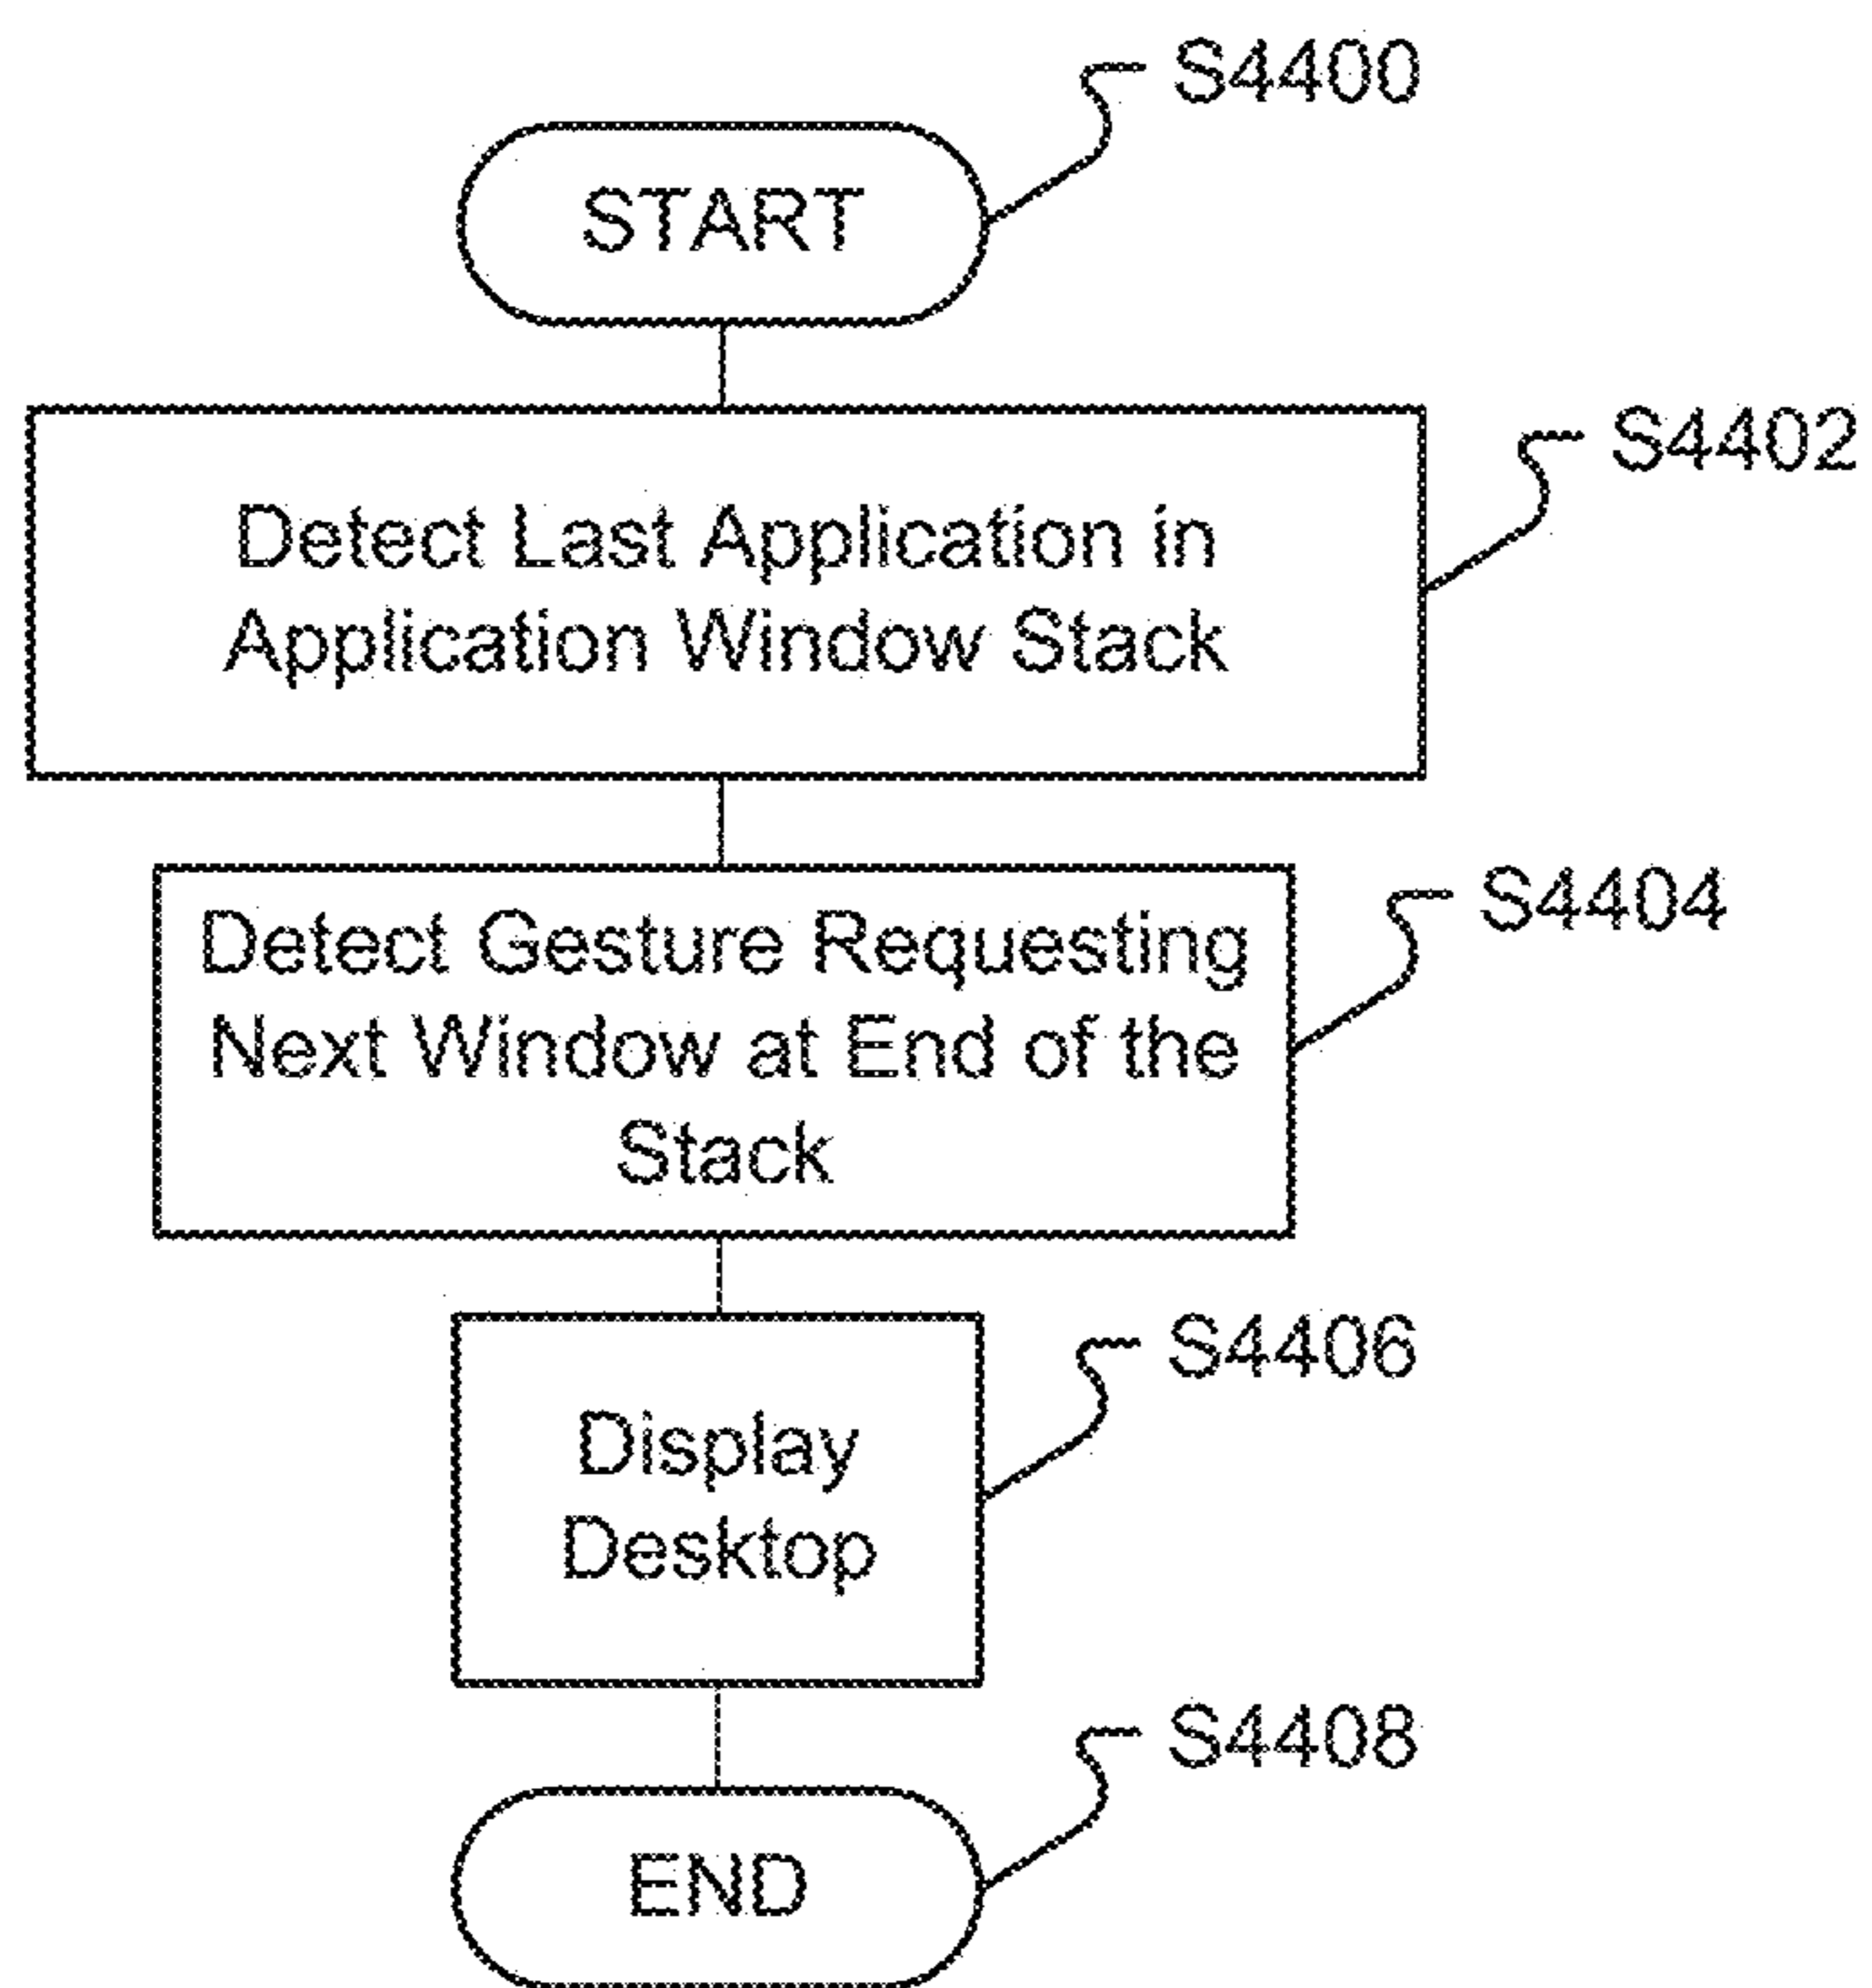 S4400
START
S4402
Detect Last Application in
Application Window Stack
S4404
Detect Gesture Requesting
Next Window at End of the
Stack
S4406
Display
Desktop
S4408
END